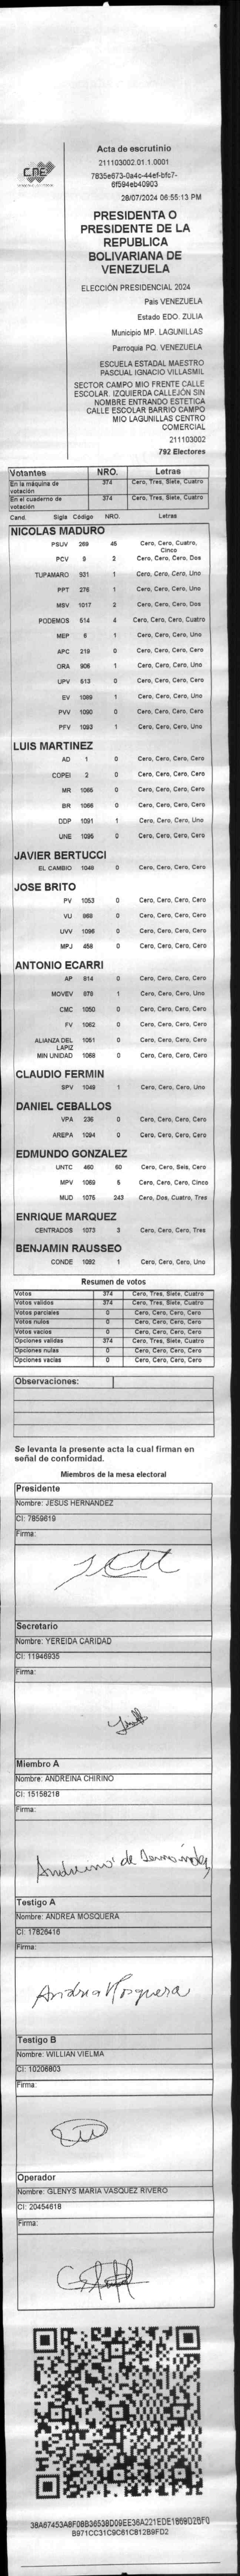 CNE
Acta de escrutinio
211103002.01.1.0001
7835e673-0a4c-44ef-bfc7-
6f594eb40903
28/07/2024 06:55:13 PM
PRESIDENTA O
PRESIDENTE DE LA
REPUBLICA
BOLIVARIANA DE
VENEZUELA
ELECCIÓN PRESIDENCIAL 2024
Pais VENEZUELA
Estado EDO. ZULIA
Municipio MP. LAGUNILLAS
Parroquia PQ. VENEZUELA
ESCUELA ESTADAL MAESTRO
PASCUAL IGNACIO VILLASMIL
SECTOR CAMPO MIO FRENTE CALLE
ESCOLAR. IZQUIERDA CALLEJÓN SIN
NOMBRE ENTRANDO ESTETICA
CALLE ESCOLAR BARRIO CAMPO
MIO LAGUNILLAS CENTRO
COMERCIAL
211103002
792 Electores
Votantes NRO. Letras
En la máquina de votación 374 Cero, Tres, Siete, Cuatro
En el cuaderno de votación 374 Cero, Tres, Siete, Cuatro
Cand. Sigla Código NRO. Letras
NICOLAS MADURO
PSUV 269 45 Cero, Cero, Cuatro, Cinco
PCV 9 2 Cero, Cero, Cero, Dos
TUPAMARO 931 1 Cero, Cero, Cero, Uno
PPT 276 1 Cero, Cero, Cero, Uno
MSV 1017 2 Cero, Cero, Cero, Dos
PODEMOS 514 4 Cero, Cero, Cero, Cuatro
MEP 6 1 Cero, Cero, Cero, Uno
APC 219 0 Cero, Cero, Cero, Cero
ORA 906 1 Cero, Cero, Cero, Uno
UPV 613 0 Cero, Cero, Cero, Cero
EV 1089 1 Cero, Cero, Cero, Uno
PVV 1090 0 Cero, Cero, Cero, Cero
PFV 1093 1 Cero, Cero, Cero, Uno
LUIS MARTINEZ
AD 1 0 Cero, Cero, Cero, Cero
COPEI 2 0 Cero, Cero, Cero, Cero
MR 1065 0 Cero, Cero, Cero, Cero
BR 1066 0 Cero, Cero, Cero, Cero
DDP 1091 1 Cero, Cero, Cero, Uno
UNE 1095 0 Cero, Cero, Cero, Cero
JAVIER BERTUCCI
EL CAMBIO 1049 0 Cero, Cero, Cero, Cero
JOSE BRITO
PV 1053 0 Cero, Cero, Cero, Cero
VU 969 0 Cero, Cero, Cero, Cero
UVV 1096 0 Cero, Cero, Cero, Cero
MPJ 458 0 Cero, Cero, Cero, Cero
ANTONIO ECARRI
AP 814 0 Cero, Cero, Cero, Cero
MOVEV 879 1 Cero, Cero, Cero, Uno
CMC 1050 0 Cero, Cero, Cero, Cero
FV 1062 0 Cero, Cero, Cero, Cero
ALIANZA DEL LAPIZ 1051 0 Cero, Cero, Cero, Cero
MIN UNIDAD 1068 0 Cero, Cero, Cero, Cero
CLAUDIO FERMIN
SPV 1048 1 Cero, Cero, Cero, Uno
DANIEL CEBALLOS
VPA 236 0 Cero, Cero, Cero, Cero
AREPA 1094 0 Cero, Cero, Cero, Cero
EDMUNDO GONZALEZ
UNTC 460 60 Cero, Cero, Seis, Cero
MPV 1069 5 Cero, Cero, Cero, Cinco
MUD 1075 243 Cero, Dos, Cuatro, Tres
ENRIQUE MARQUEZ
CENTRADOS 1073 3 Cero, Cero, Cero, Tres
BENJAMIN RAUSSEO
CONDE 1092 1 Cero, Cero, Cero, Uno
Resumen de votos
Votos 374 Cero, Tres, Siete, Cuatro
Votos validos 374 Cero, Tres, Siete, Cuatro
Votos parciales 0 Cero, Cero, Cero, Cero
Votos nulos 0 Cero, Cero, Cero, Cero
Votos vacios 0 Cero, Cero, Cero, Cero
Opciones validas 374 Cero, Tres, Siete, Cuatro
Opciones nulas 0 Cero, Cero, Cero, Cero
Opciones vacias 0 Cero, Cero, Cero, Cero
Observaciones:
Se levanta la presente acta la cual firman en
señal de conformidad.
Miembros de la mesa electoral
Presidente
Nombre: JESUS HERNANDEZ
CI: 7859619
Firma:
Secretario
Nombre: YEREIDA CARIDAD
CI: 11946935
Firma:
Miembro A
Nombre: ANDREINA CHIRINO
CI: 15158218
Firma:
Testigo A
Nombre: ANDREA MOSQUERA
CI: 17826416
Firma:
Andrea Mosquera
Testigo B
Nombre: WILLIAN VIELMA
CI: 10206803
Firma:
Operador
Nombre: GLENYS MARIA VASQUEZ RIVERO
CI: 20454618
Firma:
38A67453A8F08B36539D09EE36A221EDE1869D2BF0
B971CC31C9C61C812B9FD2